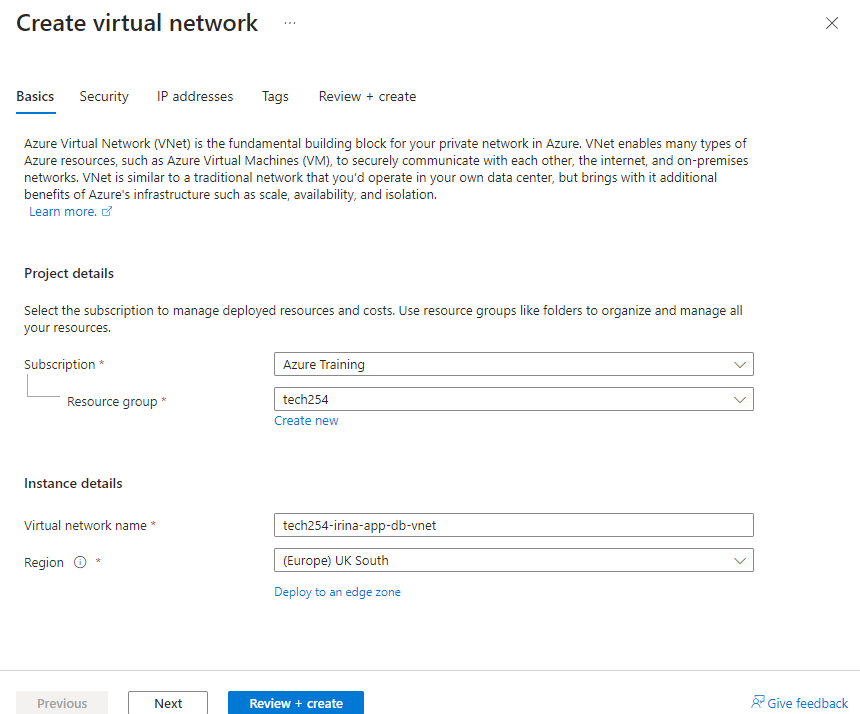 Create virtual network ...
Basics Security IP addresses Tags Review + create
Azure Virtual Network (VNet) is the fundamental building block for your private network in Azure. VNet enables many types of
Azure resources, such as Azure Virtual Machines (VM), to securely communicate with each other, the internet, and on-premises
networks. VNet is similar to a traditional network that you'd operate in your own data center, but brings with it additional
benefits of Azure's infrastructure such as scale, availability, and isolation.
Learn more.
Project details
Select the subscription to manage deployed resources and costs. Use resource groups like folders to organize and manage all
your resources.
Subscription * Azure Training
Resource group * tech254
Create new
Instance details
Virtual network name * tech254-irina-app-db-vnet
Region * (Europe) UK South
Deploy to an edge zone
Previous Next Review + create Give feedback